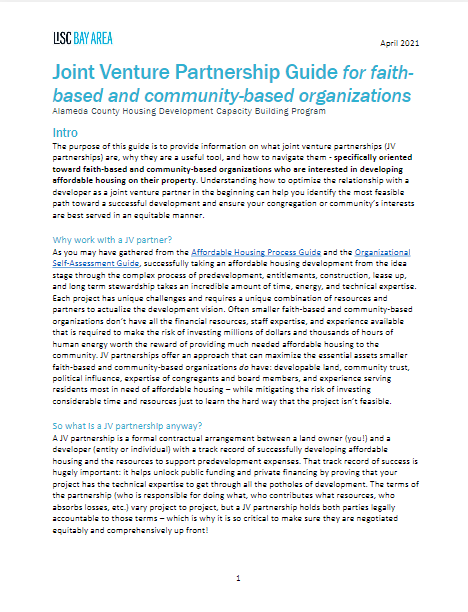 LISC BAY AREA
April 2021
Joint Venture Partnership Guide for faith-
based and community-based organizations
Alameda County Housing Development Capacity Building Program
Intro
The purpose of this guide is to provide information on what joint venture partnerships (JV
partnerships) are, why they are a useful tool, and how to navigate them - specifically oriented
toward faith-based and community-based organizations who are interested in developing
affordable housing on their property. Understanding how to optimize the relationship with a
developer as a joint venture partner in the beginning can help you identify the most feasible
path toward a successful development and ensure your congregation or community's interests
are best served in an equitable manner.
Why work with a JV partner?
As you may have gathered from the Affordable Housing Process Guide and the Organizational
Self-Assessment Guide, successfully taking an affordable housing development from the idea
stage through the complex process of predevelopment, entitlements, construction, lease up,
and long term stewardship takes an incredible amount of time, energy, and technical expertise.
Each project has unique challenges and requires a unique combination of resources and
partners to actualize the development vision. Often smaller faith-based and community-based
organizations don't have all the financial resources, staff expertise, and experience available
that is required to make the risk of investing millions of dollars and thousands of hours of
human energy worth the reward of providing much needed affordable housing to the
community. JV partnerships offer an approach that can maximize the essential assets smaller
faith-based and community-based organizations do have: developable land, community trust,
political influence, expertise of congregants and board members, and experience serving
residents most in need of affordable housing – while mitigating the risk of investing
considerable time and resources just to learn the hard way that the project isn't feasible.
So what is a JV partnership anyway?
A JV partnership is a formal contractual arrangement between a land owner (you!) and a
developer (entity or individual) with a track record of successfully developing affordable
housing and the resources to support predevelopment expenses. That track record of success is
hugely important: it helps unlock public funding and private financing by proving that your
project has the technical expertise to get through all the potholes of development. The terms of
the partnership (who is responsible for doing what, who contributes what resources, who
absorbs losses, etc.) vary project to project, but a JV partnership holds both parties legally
accountable to those terms – which is why it is so critical to make sure they are negotiated
equitably and comprehensively up front!
1